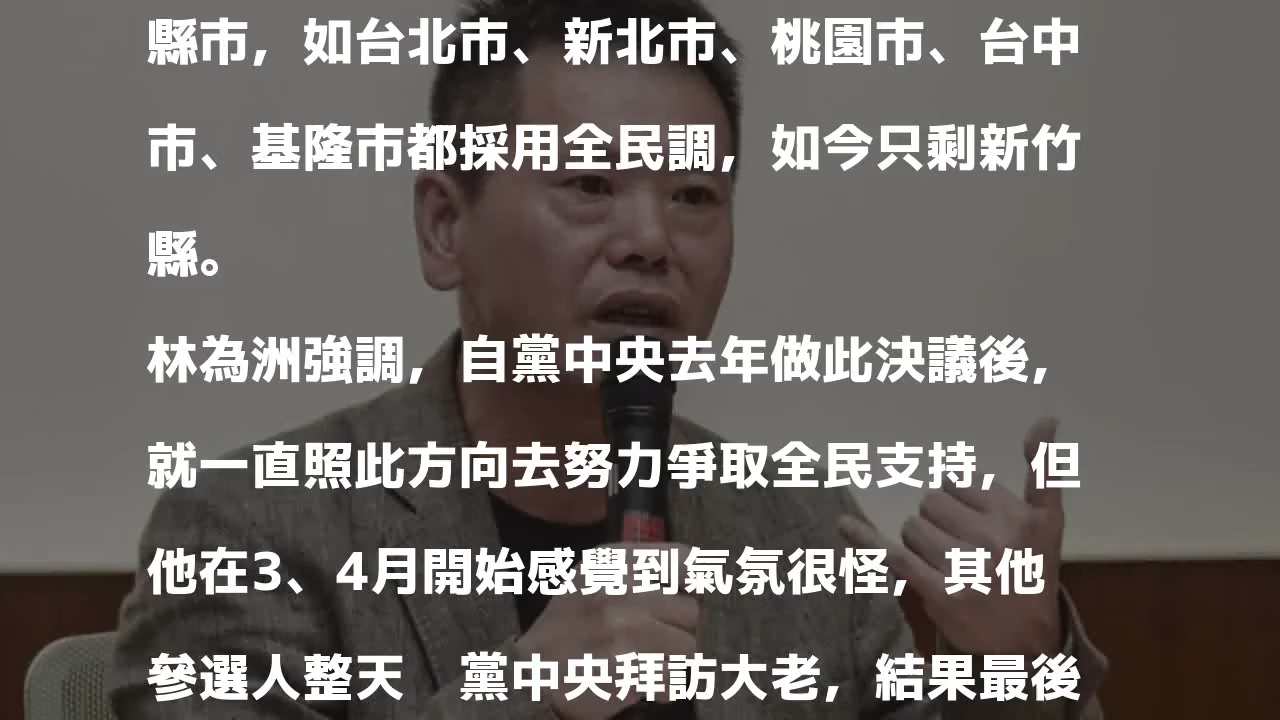 縣市，如台北市、新北市、桃園市、台中
市、基隆市都採用全民調，如今只剩新竹
縣。
林為洲強調，自黨中央去年做此決議後，
就一直照此方向去努力爭取全民支持，但
他在3、4月開始感覺到氣氛很怪，其他
參選人整天　黨中央拜訪大老，結果最後